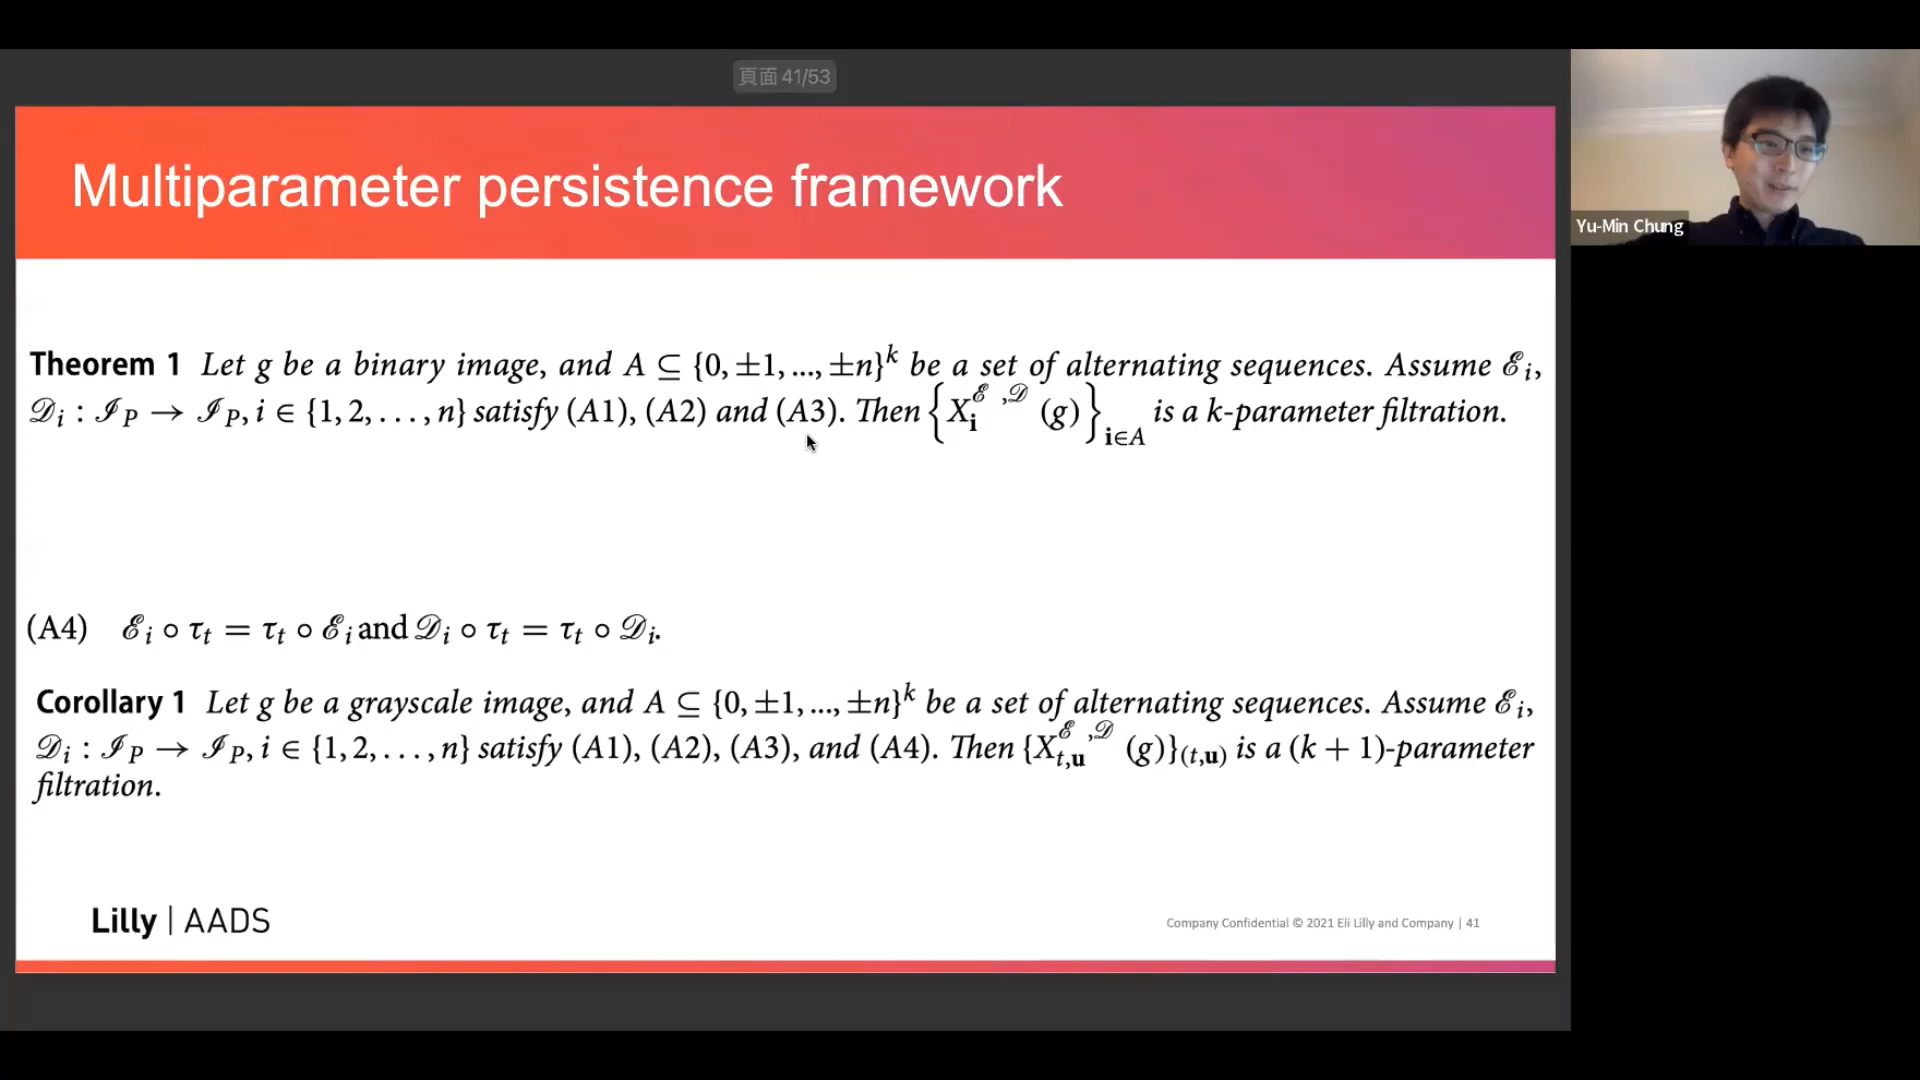 頁面 41/53
Multiparameter persistence framework
Yu-Min Chung
Theorem 1 Let g be a binary image, and A ⊆ {0, ±1, ..., ±n}^k be a set of alternating sequences. Assume ℰ_i,
𝒟_i : ℐ_P → ℐ_P, i ∈ {1, 2, . . . , n} satisfy (A1), (A2) and (A3). Then {X_𝐢^{ℰ,𝒟} (g)}_{𝐢∈A} is a k-parameter filtration.
(A4) ℰ_i ∘ τ_t = τ_t ∘ ℰ_i and 𝒟_i ∘ τ_t = τ_t ∘ 𝒟_i.
Corollary 1 Let g be a grayscale image, and A ⊆ {0, ±1, ..., ±n}^k be a set of alternating sequences. Assume ℰ_i,
𝒟_i : ℐ_P → ℐ_P, i ∈ {1, 2, . . . , n} satisfy (A1), (A2), (A3), and (A4). Then {X_{t,𝐮}^{ℰ,𝒟} (g)}_{(t,𝐮)} is a (k + 1)-parameter
filtration.
Lilly | AADS
Company Confidential © 2021 Eli Lilly and Company | 41